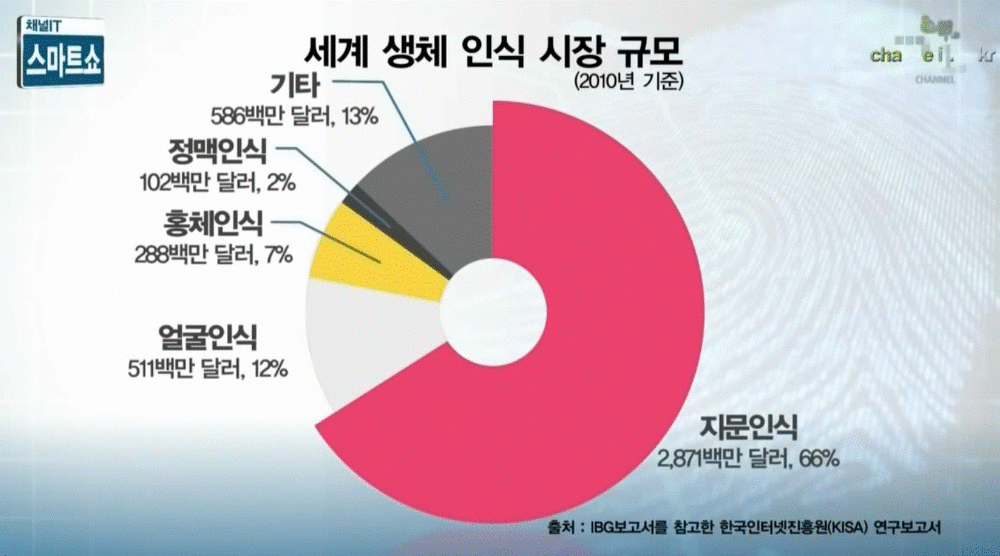 채널IT
스마트쇼
세계 생체 인식 시장 규모
(2010년 기준)
기타
586백만 달러, 13%
정맥인식
102백만 달러, 2%
홍체인식
288백만 달러, 7%
얼굴인식
511백만 달러, 12%
지문인식
2,871백만 달러, 66%
출처 : IBG보고서를 참고한 한국인터넷진흥원(KISA) 연구보고서
CHANNEL